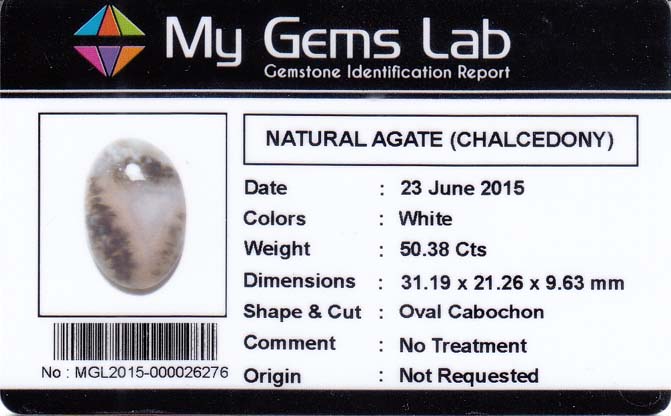 My Gems Lab
Gemstone Identification Report
NATURAL AGATE (CHALCEDONY)
Date : 23 June 2015
Colors : White
Weight : 50.38 Cts
Dimensions : 31.19 x 21.26 x 9.63 mm
Shape & Cut : Oval Cabochon
Comment : No Treatment
Origin : Not Requested
No : MGL2015-000026276